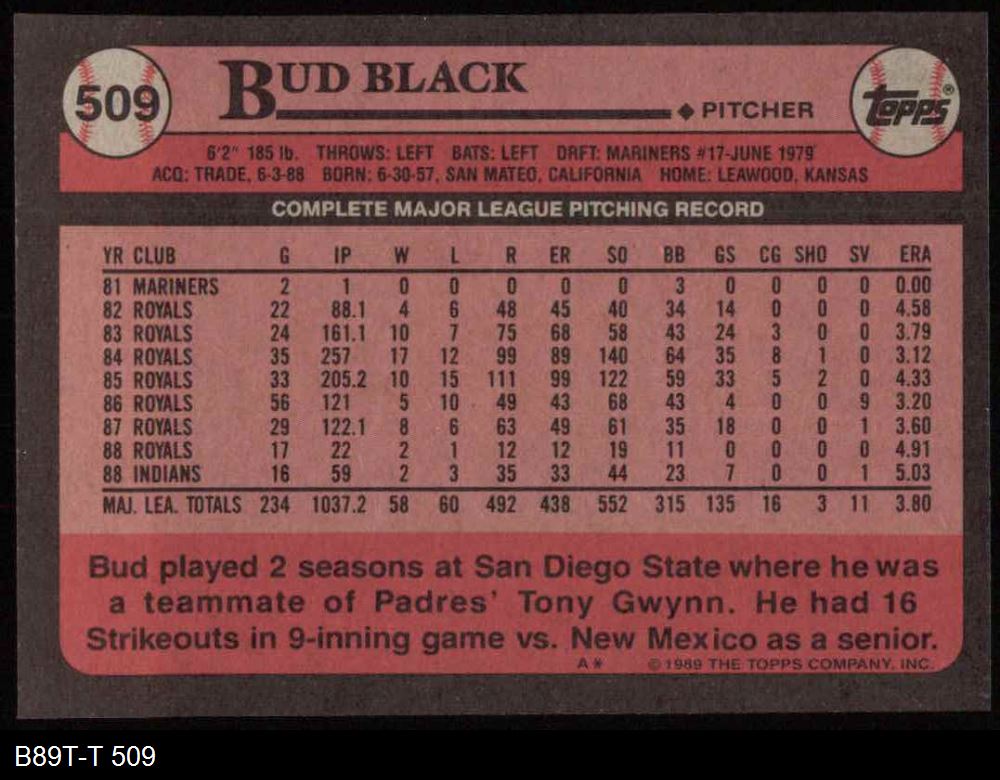 509
BUD BLACK
◆ PITCHER
Topps®
6'2" 185 lb. THROWS: LEFT BATS: LEFT DRFT: MARINERS #17-JUNE 1979
ACQ: TRADE, 6-3-88 BORN: 6-30-57, SAN MATEO, CALIFORNIA HOME: LEAWOOD, KANSAS
COMPLETE MAJOR LEAGUE PITCHING RECORD
YR CLUB G IP W L R ER SO BB GS CG SHO SV ERA
81 MARINERS 2 1 0 0 0 0 0 3 0 0 0 0 0.00
82 ROYALS 22 88.1 4 6 48 45 40 34 14 0 0 0 4.58
83 ROYALS 24 161.1 10 7 75 68 58 43 24 3 0 0 3.79
84 ROYALS 35 257 17 12 99 89 140 64 35 8 1 0 3.12
85 ROYALS 33 205.2 10 15 111 99 122 59 33 5 2 0 4.33
86 ROYALS 56 121 5 10 49 43 68 43 4 0 0 9 3.20
87 ROYALS 29 122.1 8 6 63 49 61 35 18 0 0 1 3.60
88 ROYALS 17 22 2 1 12 12 19 11 0 0 0 0 4.91
88 INDIANS 16 59 2 3 35 33 44 23 7 0 0 1 5.03
MAJ. LEA. TOTALS 234 1037.2 58 60 492 438 552 315 135 16 3 11 3.80
Bud played 2 seasons at San Diego State where he was
a teammate of Padres' Tony Gwynn. He had 16
Strikeouts in 9-inning game vs. New Mexico as a senior.
A* © 1989 THE TOPPS COMPANY, INC.
B89T-T 509